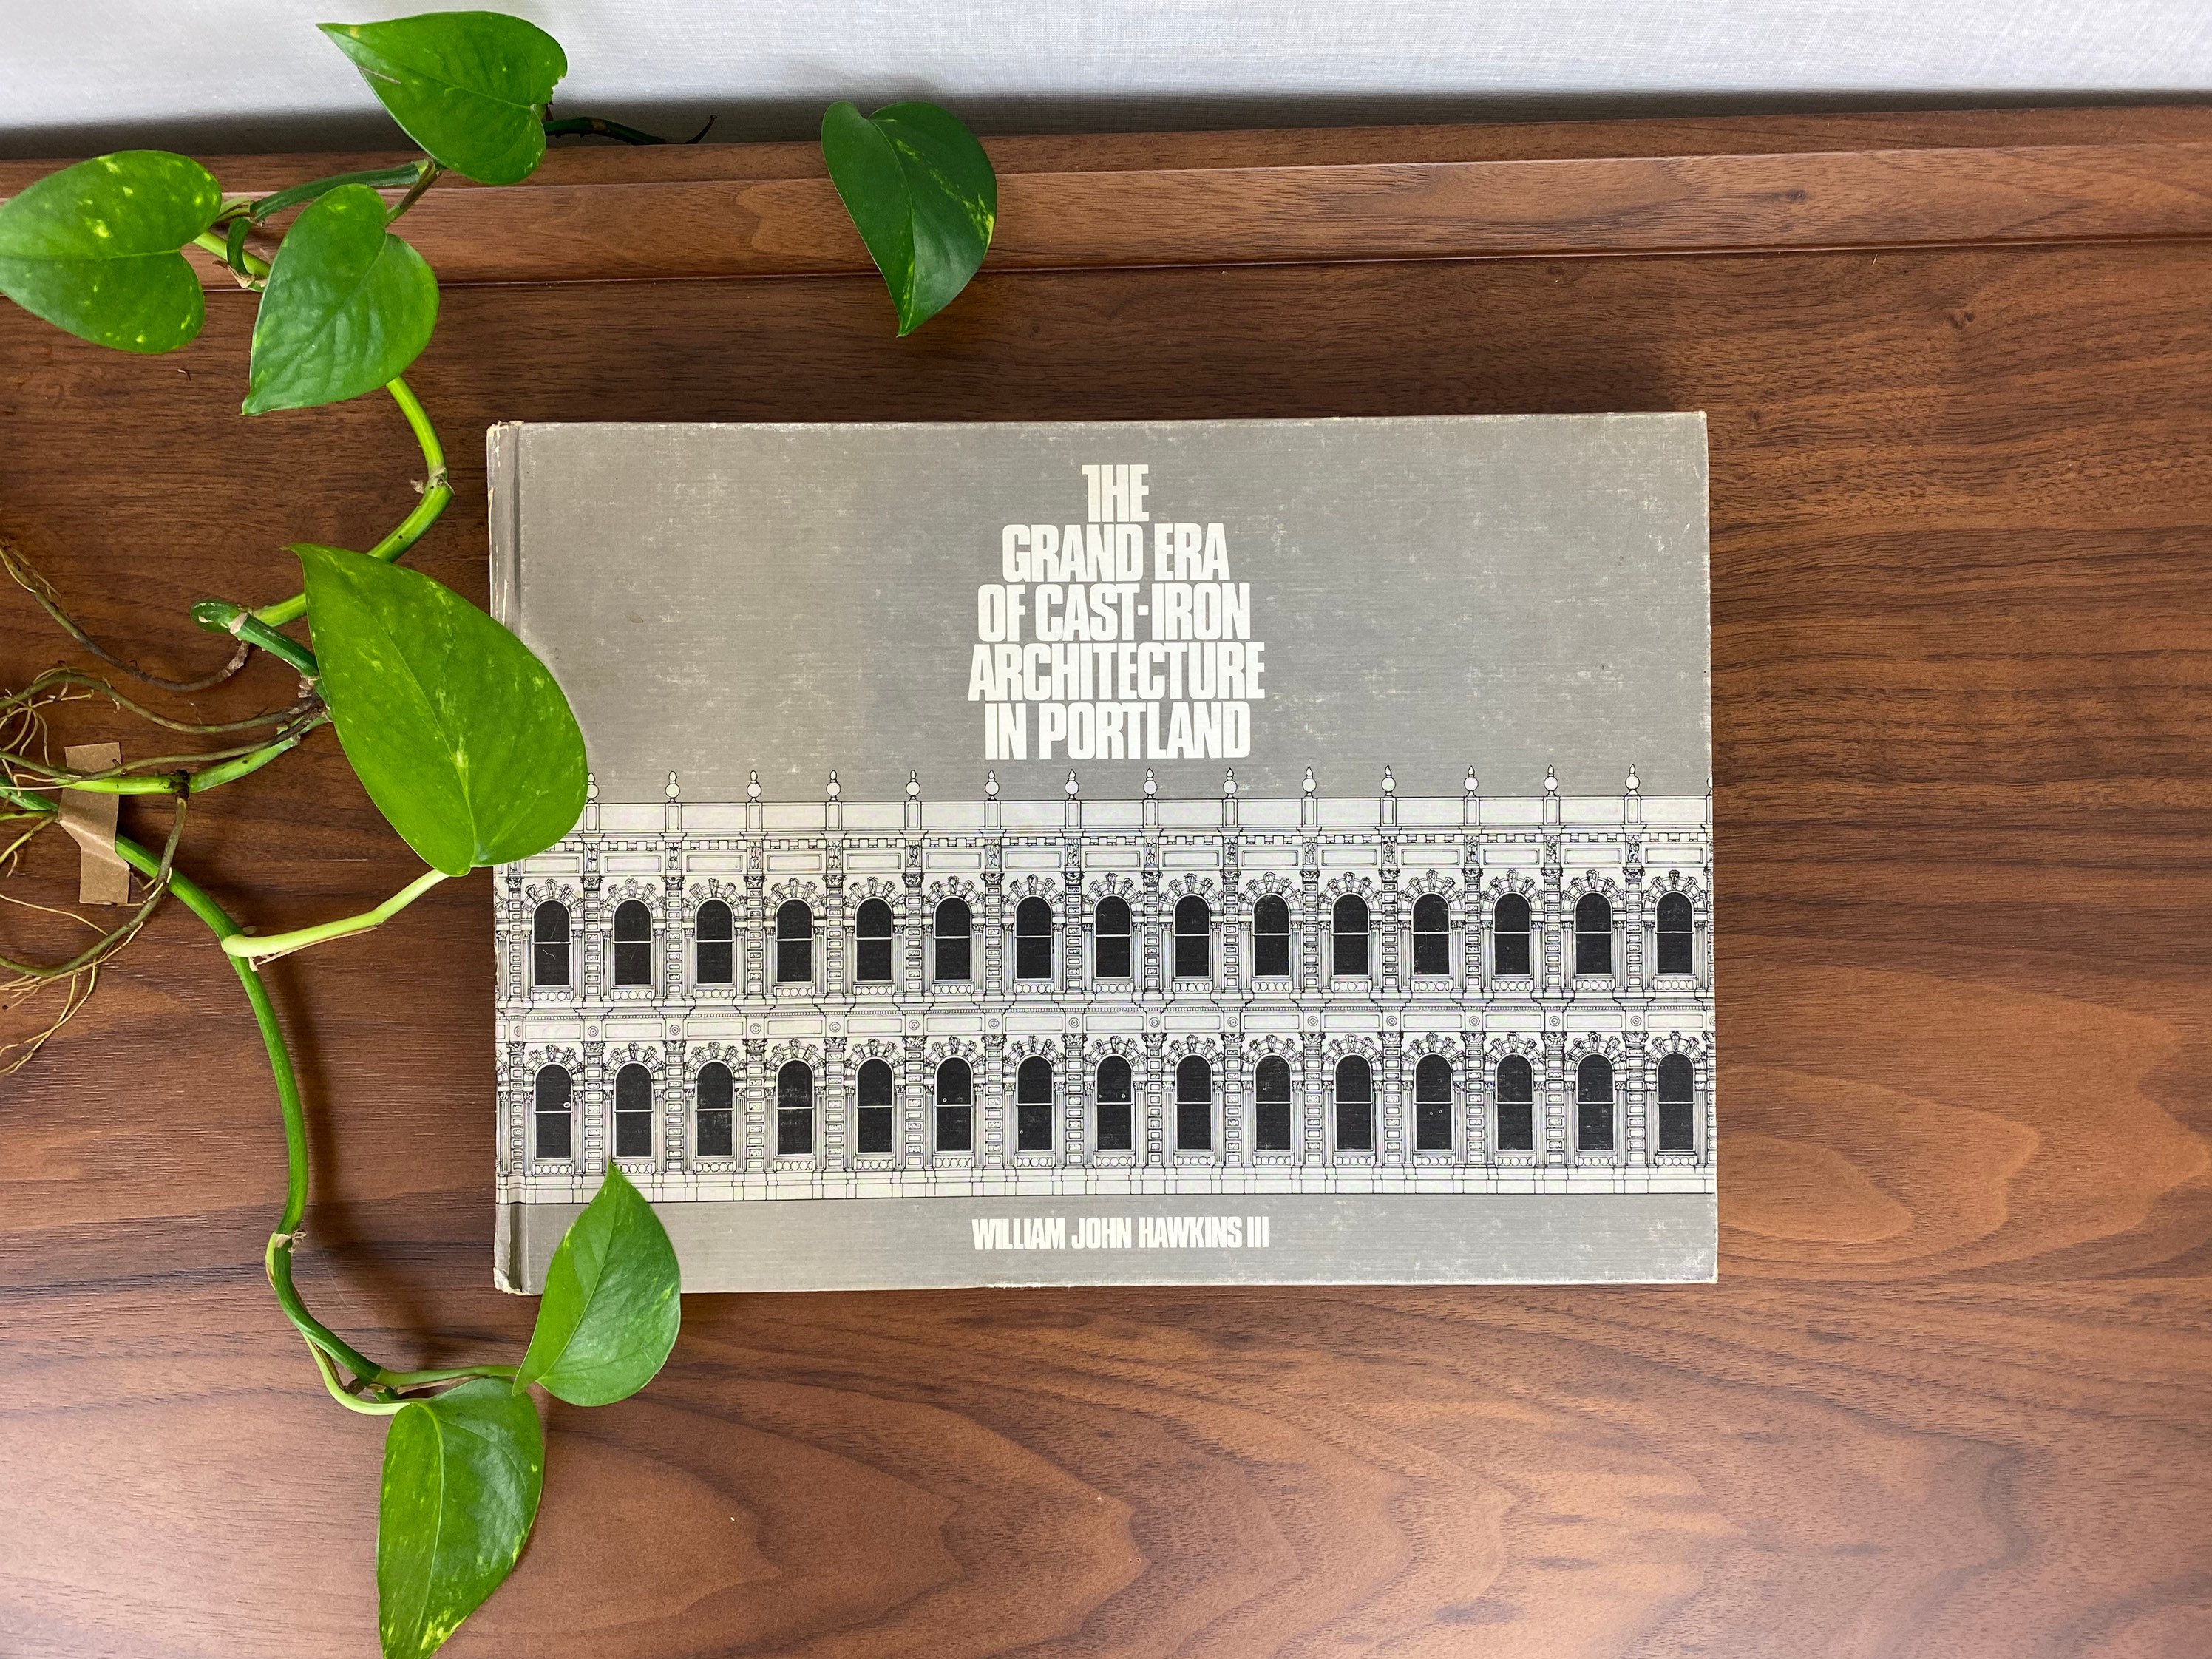 THE
GRAND ERA
OF CAST-IRON
ARCHITECTURE
IN PORTLAND
WILLIAM JOHN HAWKINS III